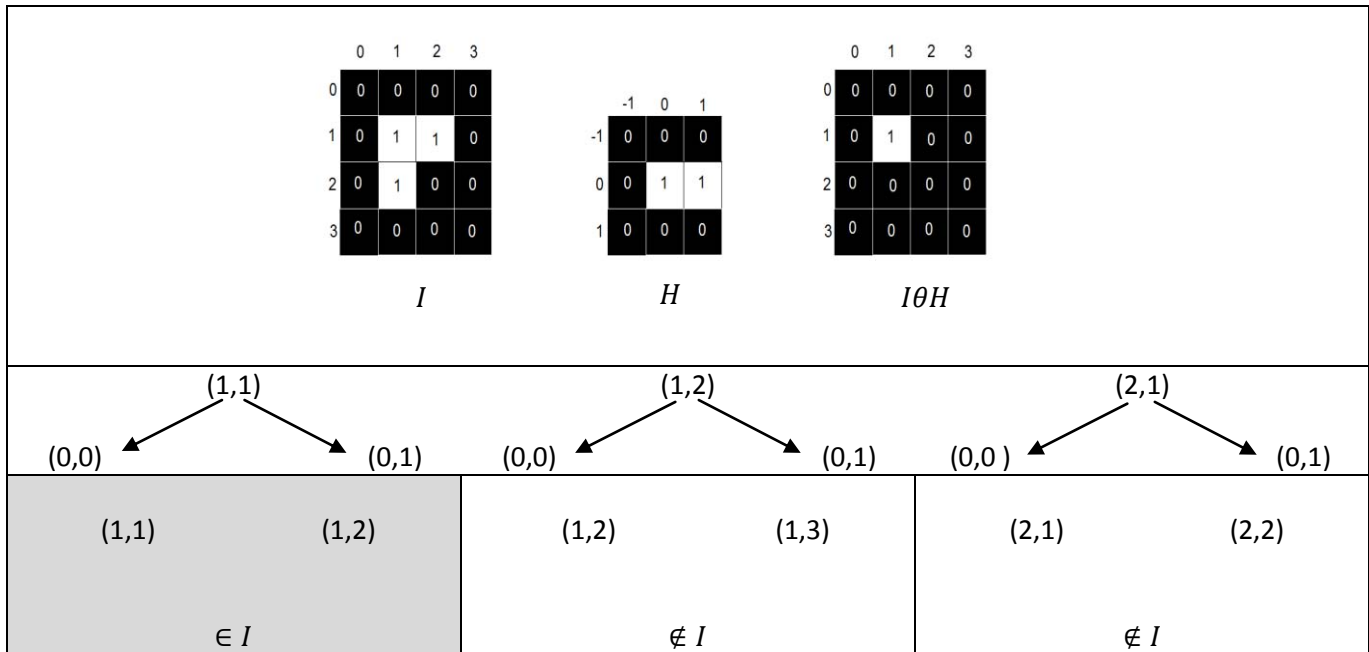 0 1 2 3
0 1 2 3
0 0 0 0 0
-1 0 1
0 0 0 0 0
1 0 1 1 0
-1 0 0 0
1 0 1 0 0
2 0 1 0 0
0 0 1 1
2 0 0 0 0
3 0 0 0 0
1 0 0 0
3 0 0 0 0
I
H
IθH
(1,1) (1,2) (2,1)
(0,0) (0,1) (0,0) (0,1) (0,0 ) (0,1)
(1,1) (1,2) (1,2) (1,3) (2,1) (2,2)
∈ I ∉ I ∉ I